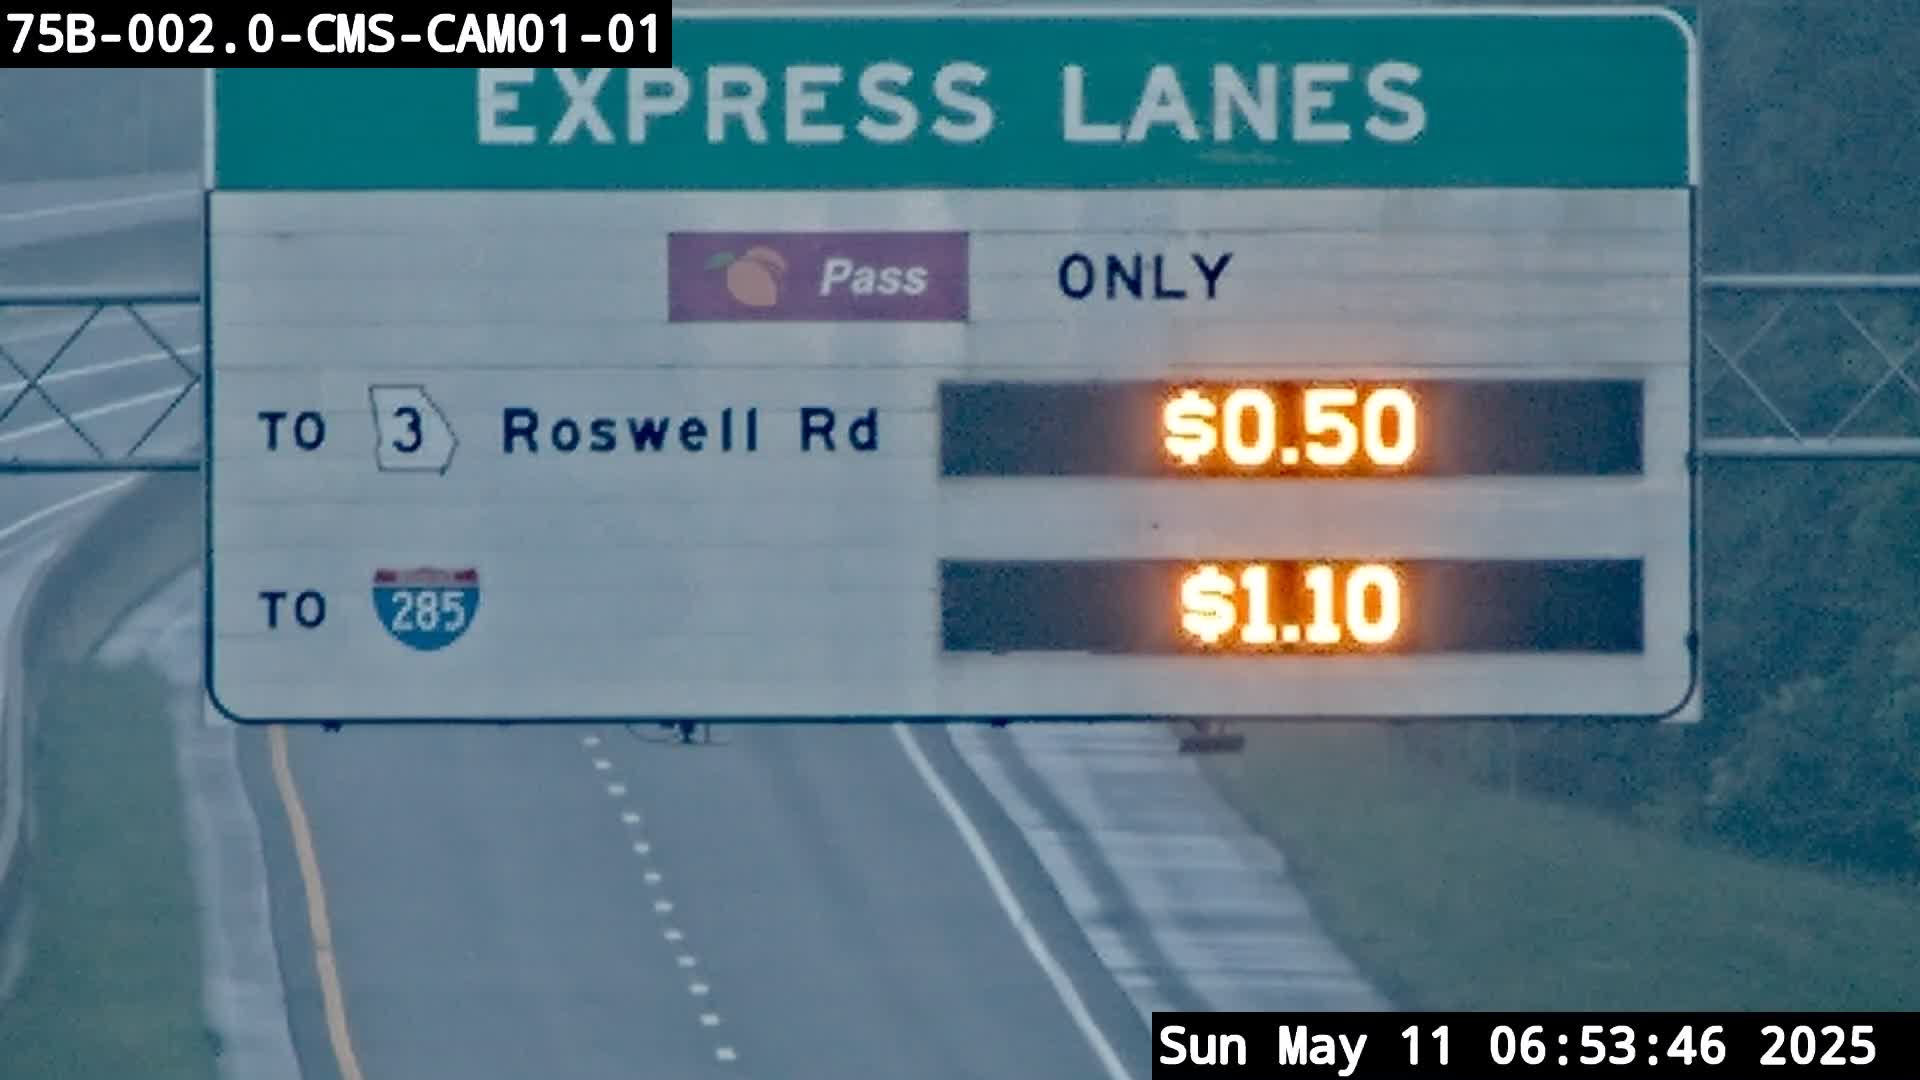 75B-002.0-CMS-CAM01-01
EXPRESS LANES
Pass ONLY
TO 3 Roswell Rd $0.50
TO 285 $1.10
Sun May 11 06:53:46 2025